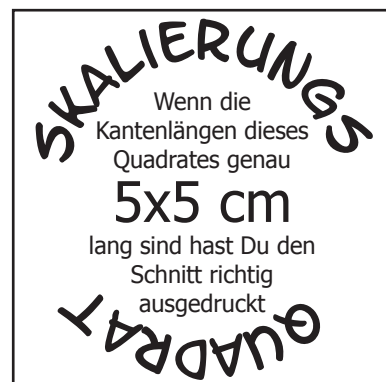 SKALIERUNGS
Wenn die
Kantenlängen dieses
Quadrates genau
5x5 cm
lang sind hast Du den
Schnitt richtig
ausgedruckt
QUADRAT